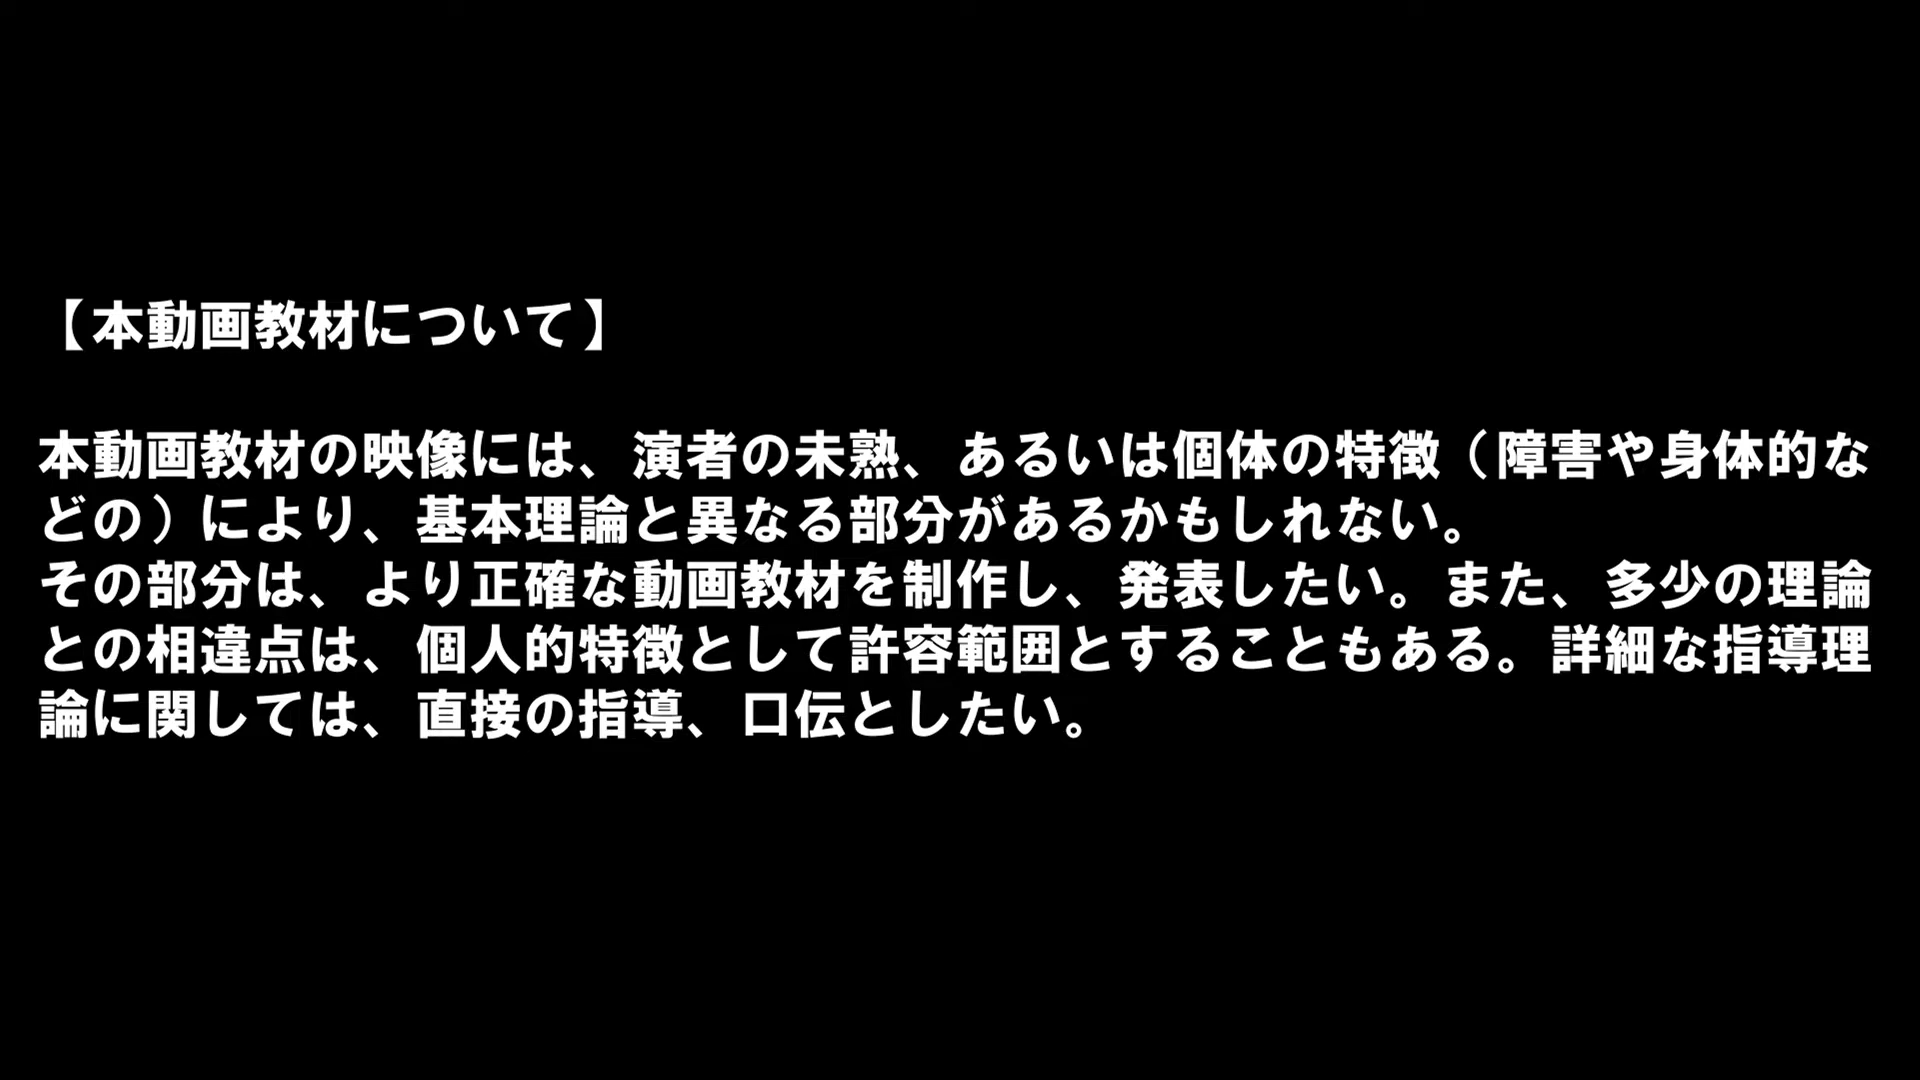 【本動画教材について】
本動画教材の映像には、演者の未熟、あるいは個体の特徴（障害や身体的な
どの）により、基本理論と異なる部分があるかもしれない。
その部分は、より正確な動画教材を制作し、発表したい。また、多少の理論
との相違点は、個人的特徴として許容範囲とすることもある。詳細な指導理
論に関しては、直接の指導、口伝としたい。